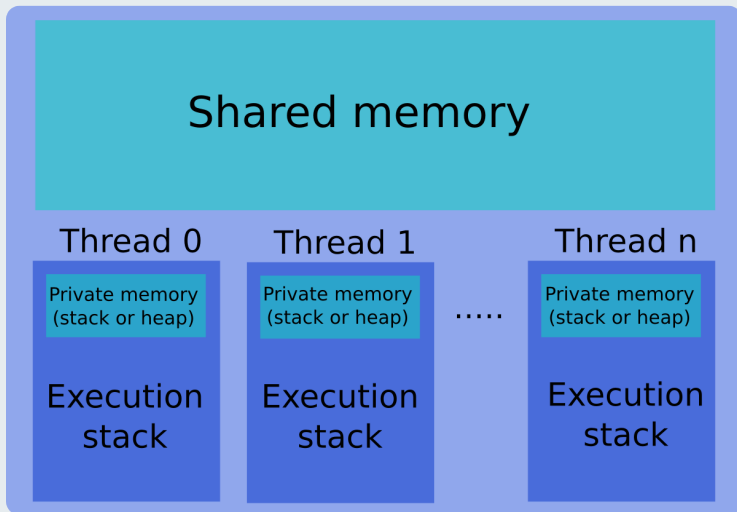 Shared memory
Thread 0
Private memory
(stack or heap)
Execution
stack
Thread 1
Private memory
(stack or heap)
Execution
stack
.....
Thread n
Private memory
(stack or heap)
Execution
stack